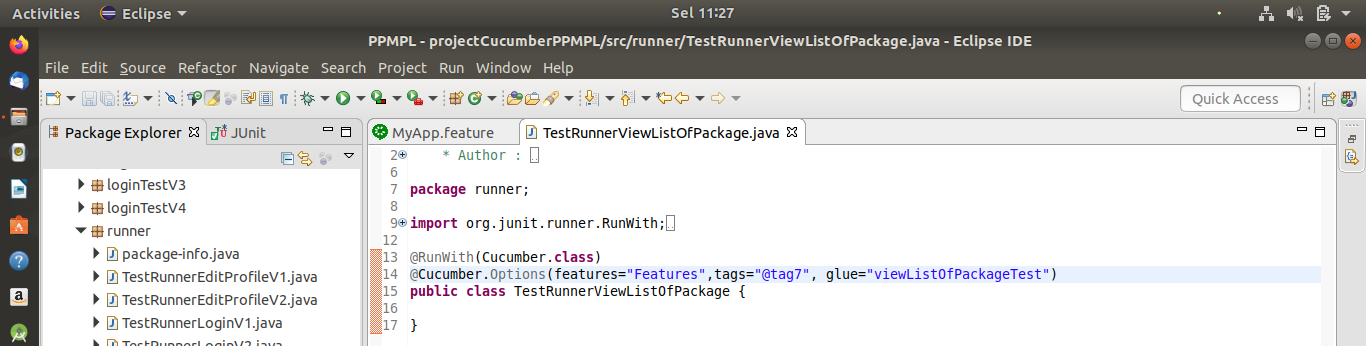 Activities Eclipse Sel 11:27
PPMPL - projectCucumberPPMPL/src/runner/TestRunnerViewListOfPackage.java - Eclipse IDE
File Edit Source Refactor Navigate Search Project Run Window Help
Quick Access
Package Explorer JUnit
loginTestV3
loginTestV4
runner
package-info.java
TestRunnerEditProfileV1.java
TestRunnerEditProfileV2.java
TestRunnerLoginV1.java
TestRunnerLoginV2.java
MyApp.feature TestRunnerViewListOfPackage.java
2 * Author : ..
6
7 package runner;
8
9 import org.junit.runner.RunWith;
12
13 @RunWith(Cucumber.class)
14 @Cucumber.Options(features="Features",tags="@tag7", glue="viewListOfPackageTest")
15 public class TestRunnerViewListOfPackage {
16
17 }